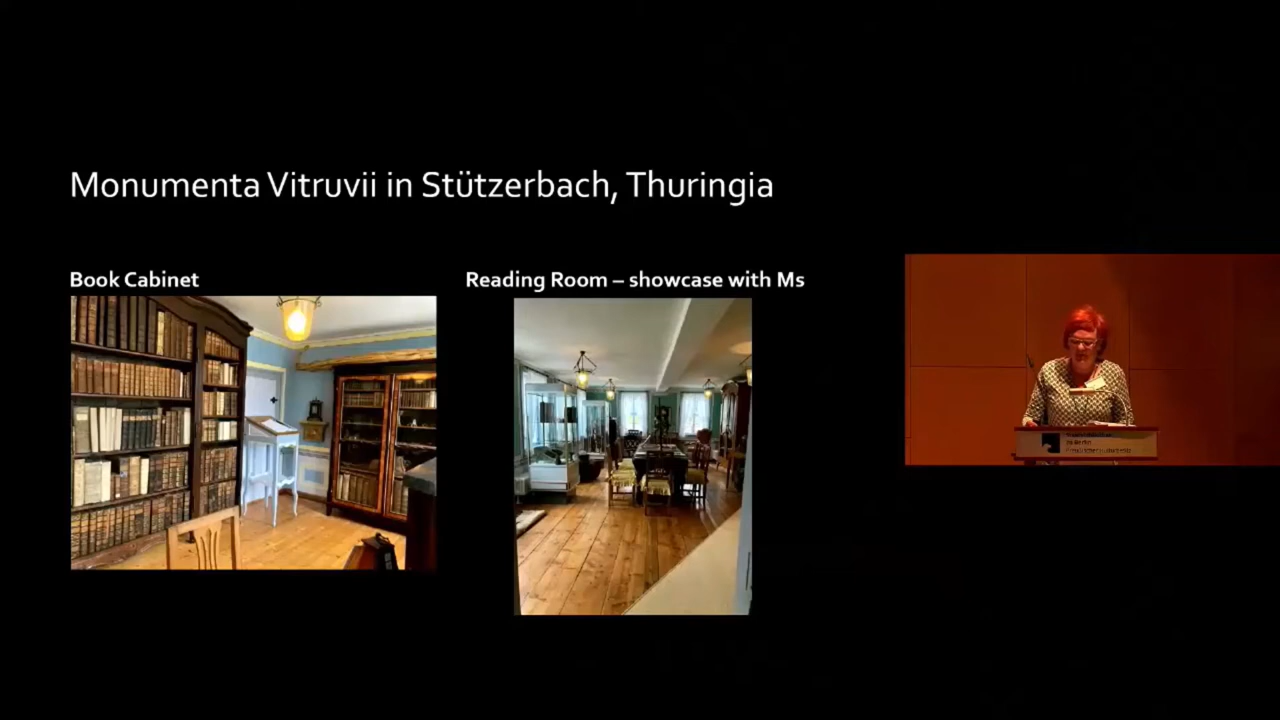 Monumenta Vitruvii in Stützerbach, Thuringia
Book Cabinet
Reading Room – showcase with Ms